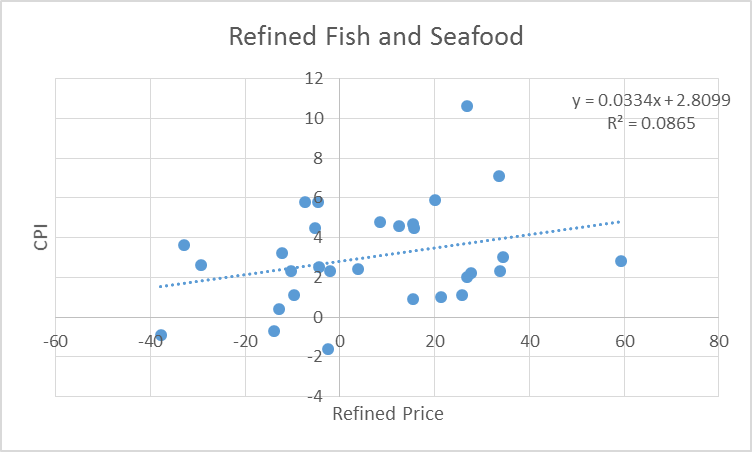 Refined Fish and Seafood
y = 0.0334x + 2.8099
R² = 0.0865
12
10
8
6
4
2
0
-2
-4
-60 -40 -20 0 20 40 60 80
CPI
Refined Price